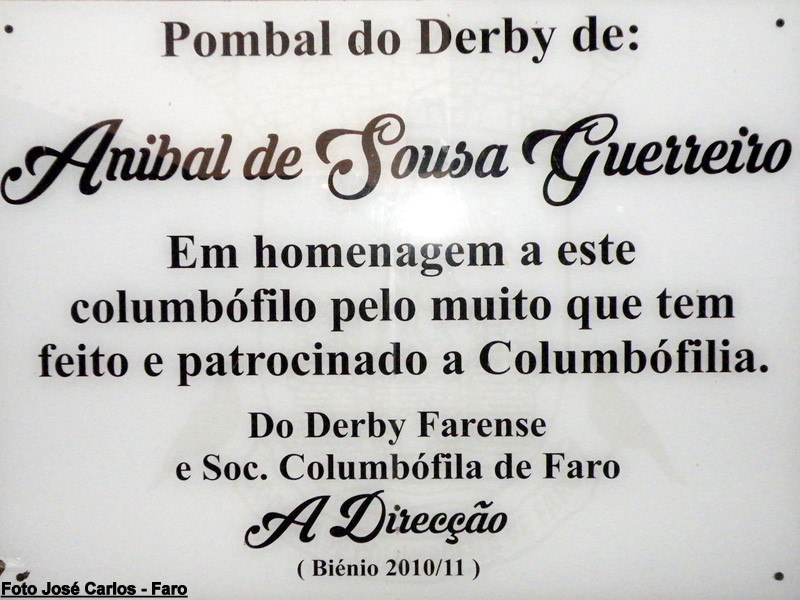 Pombal do Derby de:
Anibal de Sousa Guerreiro
Em homenagem a este
columbófilo pelo muito que tem
feito e patrocinado a Columbófilia.
Do Derby Farense
e Soc. Columbófila de Faro
A Direcção
( Biénio 2010/11 )
Foto José Carlos - Faro